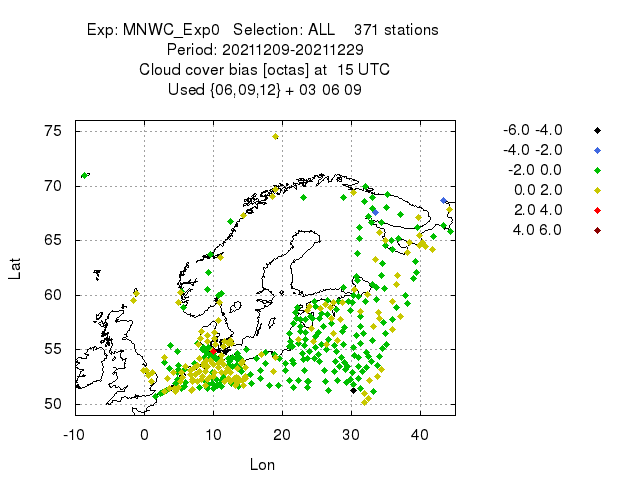 Exp: MNWC_Exp0 Selection: ALL 371 stations
Period: 20211209-20211229
Cloud cover bias [octas] at 15 UTC
Used {06,09,12} + 03 06 09
75
70
65
60
55
50
-10 0 10 20 30 40
Lat
Lon
-6.0 -4.0
-4.0 -2.0
-2.0 0.0
0.0 2.0
2.0 4.0
4.0 6.0